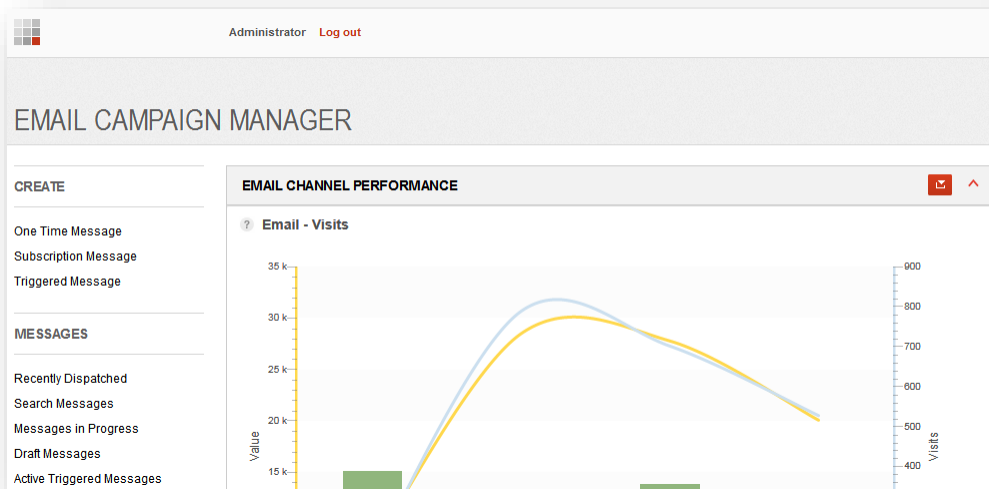 Administrator Log out
EMAIL CAMPAIGN MANAGER
CREATE
One Time Message
Subscription Message
Triggered Message
MESSAGES
Recently Dispatched
Search Messages
Messages in Progress
Draft Messages
Active Triggered Messages
EMAIL CHANNEL PERFORMANCE
? Email - Visits
35 k
30 k
25 k
20 k
15 k
Value
900
800
700
600
500
400
Visits